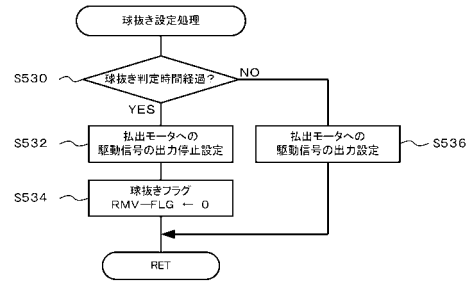 球抜き設定処理
S530
球抜き判定時間経過？
NO
YES
S532
払出モータへの
駆動信号の出力停止設定
払出モータへの
駆動信号の出力設定
S536
S534
球抜きフラグ
RMV－FLG ← 0
RET